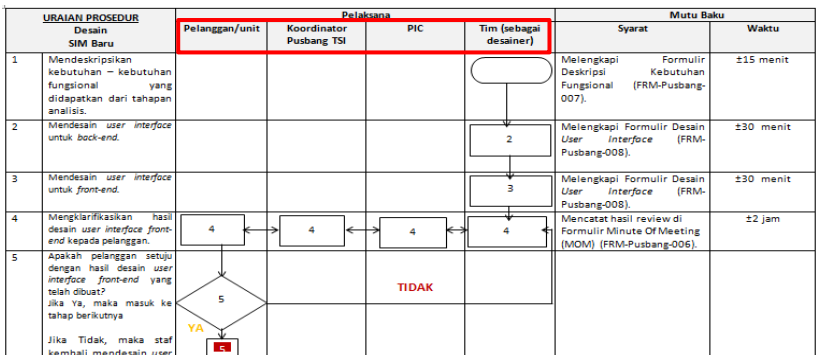 URAIAN PROSEDUR
Desain
SIM Baru
Pelaksana
Mutu Baku
Pelanggan/unit
Koordinator
Pusbang TSI
PIC
Tim (sebagai
desainer)
Syarat
Waktu
1
Mendeskripsikan
kebutuhan – kebutuhan
fungsional yang
didapatkan dari tahapan
analisis.
Melengkapi Formulir
Deskripsi Kebutuhan
Fungsional (FRM-Pusbang-
007).
±15 menit
2
Mendesain user interface
untuk back-end.
2
Melengkapi Formulir Desain
User Interface (FRM-
Pusbang-008).
±30 menit
3
Mendesain user interface
untuk front-end.
3
Melengkapi Formulir Desain
User Interface (FRM-
Pusbang-008).
±30 menit
4
Mengklarifikasikan hasil
desain user interface front-
end kepada pelanggan.
4
4
4
4
Mencatat hasil review di
Formulir Minute Of Meeting
(MOM) (FRM-Pusbang-006).
±2 jam
5
Apakah pelanggan setuju
dengan hasil desain user
interface front-end yang
telah dibuat?
Jika Ya, maka masuk ke
tahap berikutnya
Jika Tidak, maka staf
kembali mendesain user
5
TIDAK
YA
5